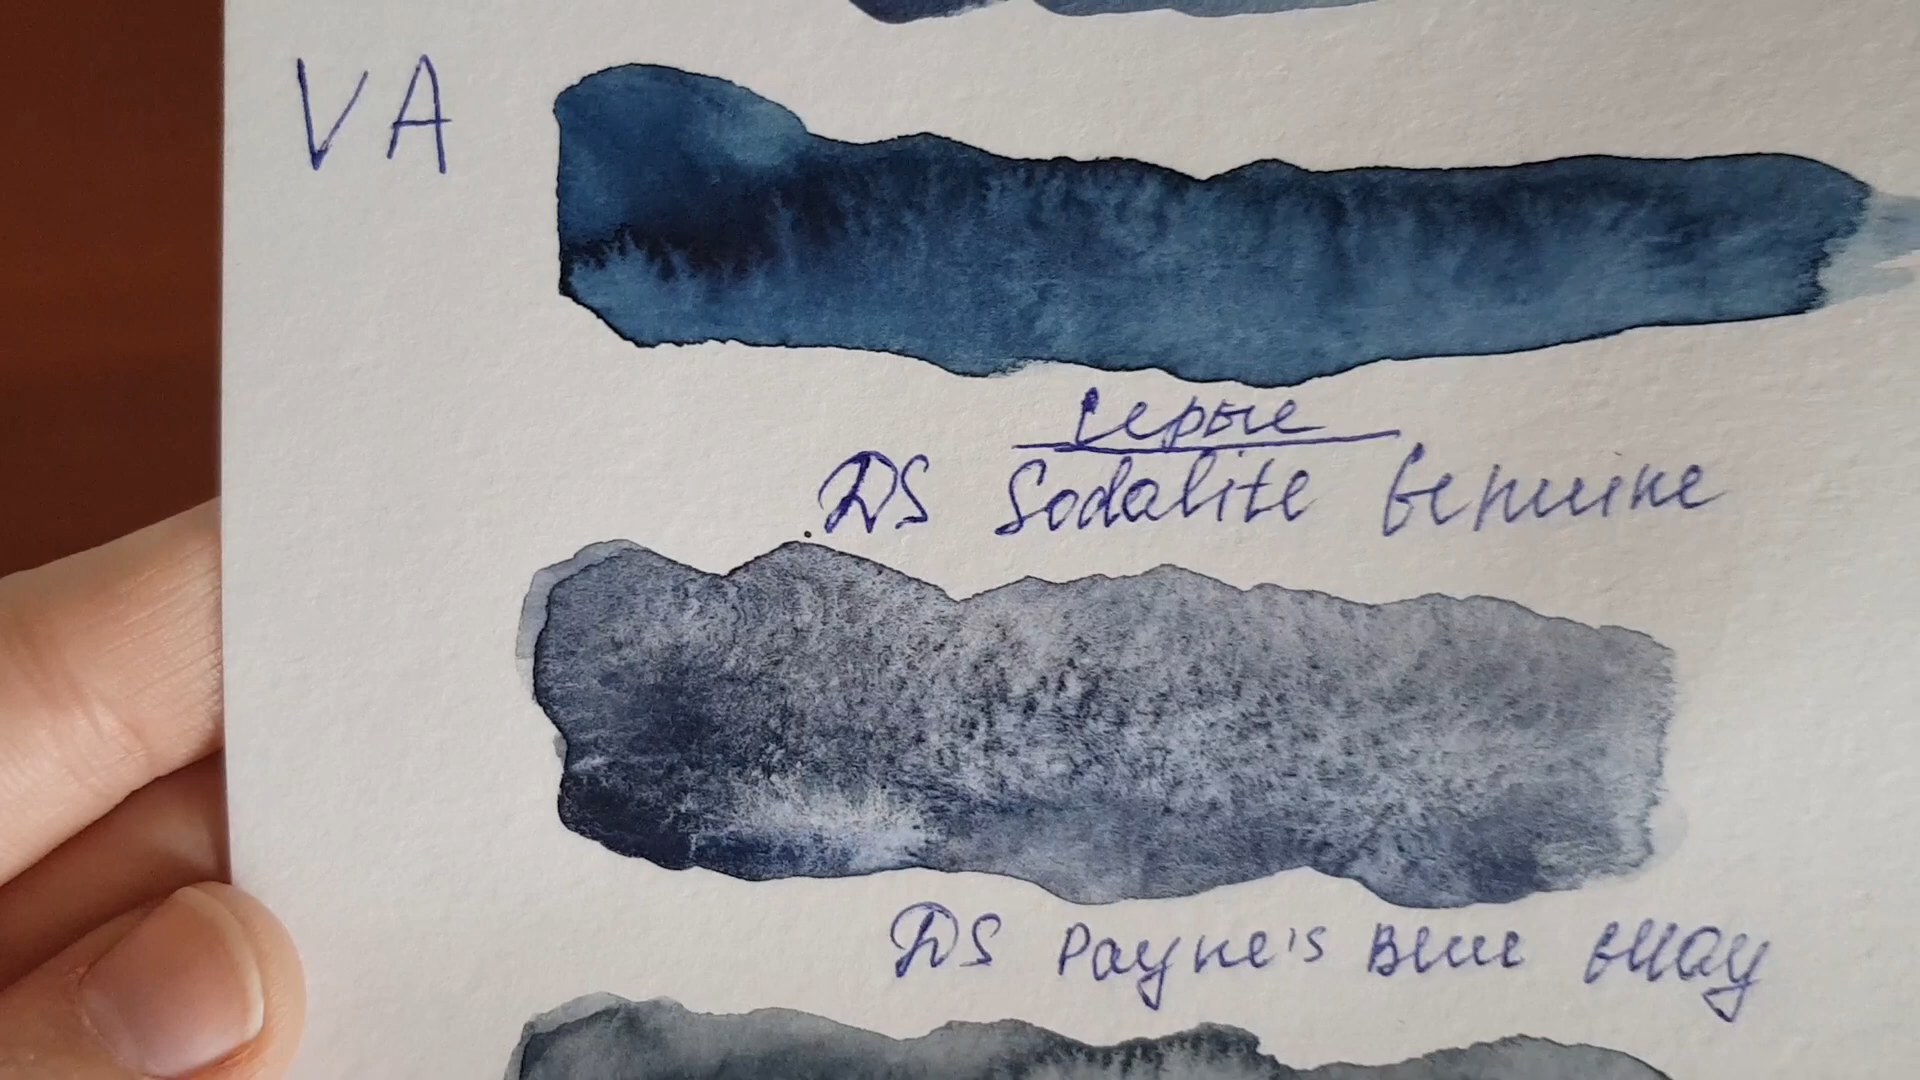 VA
серые
DS Sodalite Genuine
DS Payne's Blue Gray